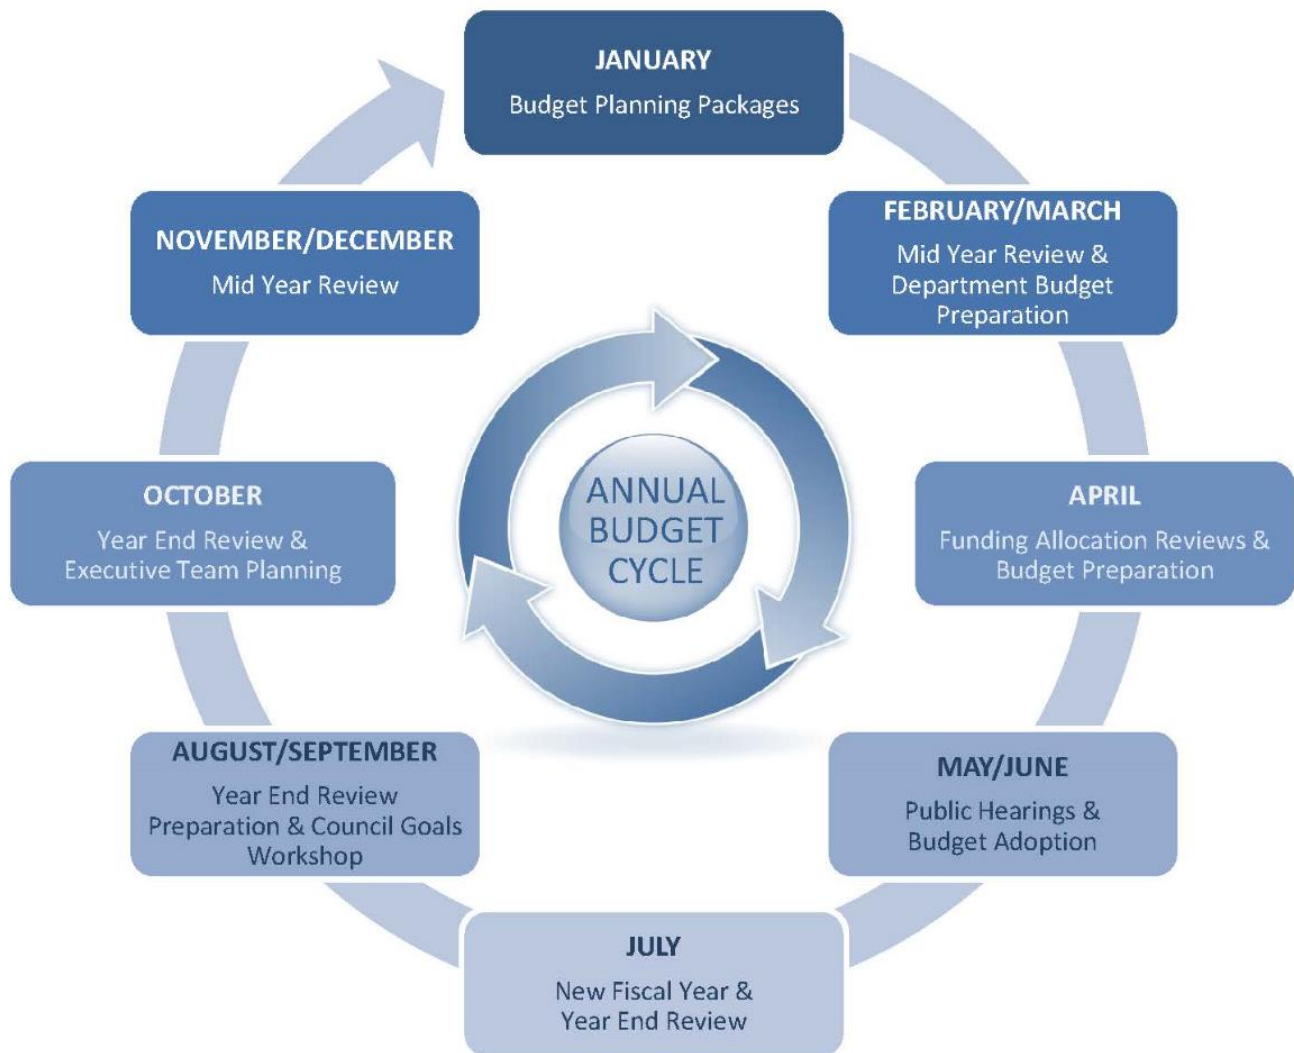 JANUARY
Budget Planning Packages
FEBRUARY/MARCH
Mid Year Review &
Department Budget
Preparation
APRIL
Funding Allocation Reviews &
Budget Preparation
MAY/JUNE
Public Hearings &
Budget Adoption
JULY
New Fiscal Year &
Year End Review
AUGUST/SEPTEMBER
Year End Review
Preparation & Council Goals
Workshop
OCTOBER
Year End Review &
Executive Team Planning
NOVEMBER/DECEMBER
Mid Year Review
ANNUAL
BUDGET
CYCLE